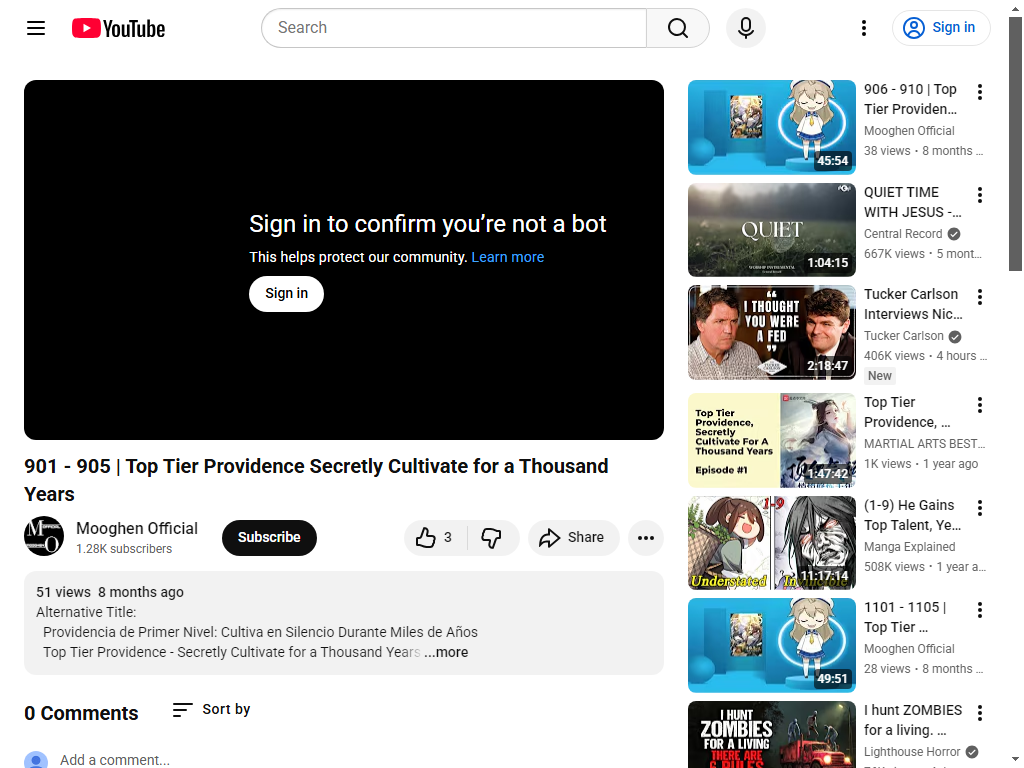 YouTube
Search
Sign in
Sign in to confirm you’re not a bot
This helps protect our community. Learn more
Sign in
901 - 905 | Top Tier Providence Secretly Cultivate for a Thousand
Years
Mooghen Official
1.28K subscribers
Subscribe
3
Share
51 views 8 months ago
Alternative Title:
Providencia de Primer Nivel: Cultiva en Silencio Durante Miles de Años
Top Tier Providence - Secretly Cultivate for a Thousand Years ...more
0 Comments
Sort by
Add a comment...
45:54
906 - 910 | Top
Tier Providen…
Mooghen Official
38 views • 8 months …
QUIET
1:04:15
QUIET TIME
WITH JESUS -…
Central Record
667K views • 5 mont…
“
I THOUGHT
YOU WERE
A FED
”
2:18:47
Tucker Carlson
Interviews Nic…
Tucker Carlson
406K views • 4 hours …
New
Top Tier
Providence,
Secretly
Cultivate For A
Thousand Years
Episode #1
1:47:42
Top Tier
Providence, …
MARTIAL ARTS BEST…
1K views • 1 year ago
1-9
Understated
Invincible
11:17:14
(1-9) He Gains
Top Talent, Ye…
Manga Explained
508K views • 1 year a…
49:51
1101 - 1105 |
Top Tier …
Mooghen Official
28 views • 8 months …
I HUNT
ZOMBIES
FOR A LIVING
THERE ARE
6 RULES
I hunt ZOMBIES
for a living. …
Lighthouse Horror